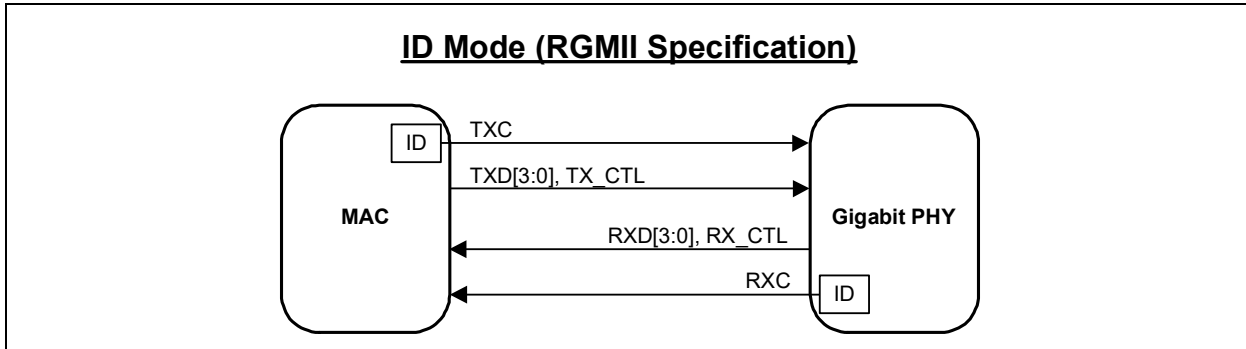 ID Mode (RGMII Specification)
ID
TXC
TXD[3:0], TX_CTL
MAC
Gigabit PHY
RXD[3:0], RX_CTL
RXC
ID